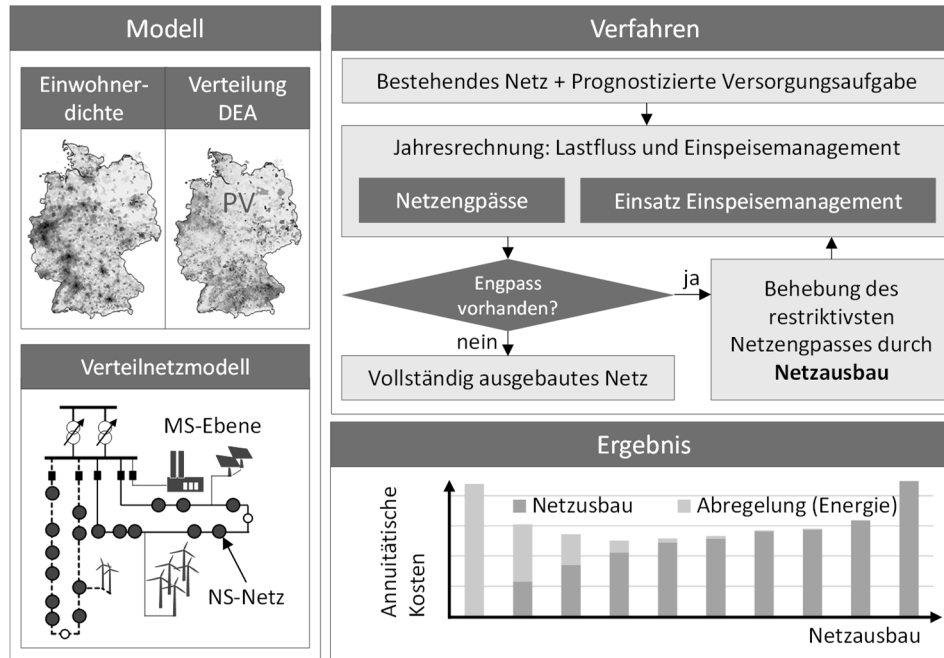 Modell
Einwohner-
dichte
Verteilung
DEA
PV
Verteilnetzmodell
MS-Ebene
NS-Netz
Verfahren
Bestehendes Netz + Prognostizierte Versorgungsaufgabe
Jahresrechnung: Lastfluss und Einspeisemanagement
Netzengpässe
Einsatz Einspeisemanagement
Engpass
vorhanden?
ja
nein
Behebung des
restriktivsten
Netzengpasses durch
Netzausbau
Vollständig ausgebautes Netz
Ergebnis
Annuitätische
Kosten
Netzusbau
Abregelung (Energie)
Netzausbau